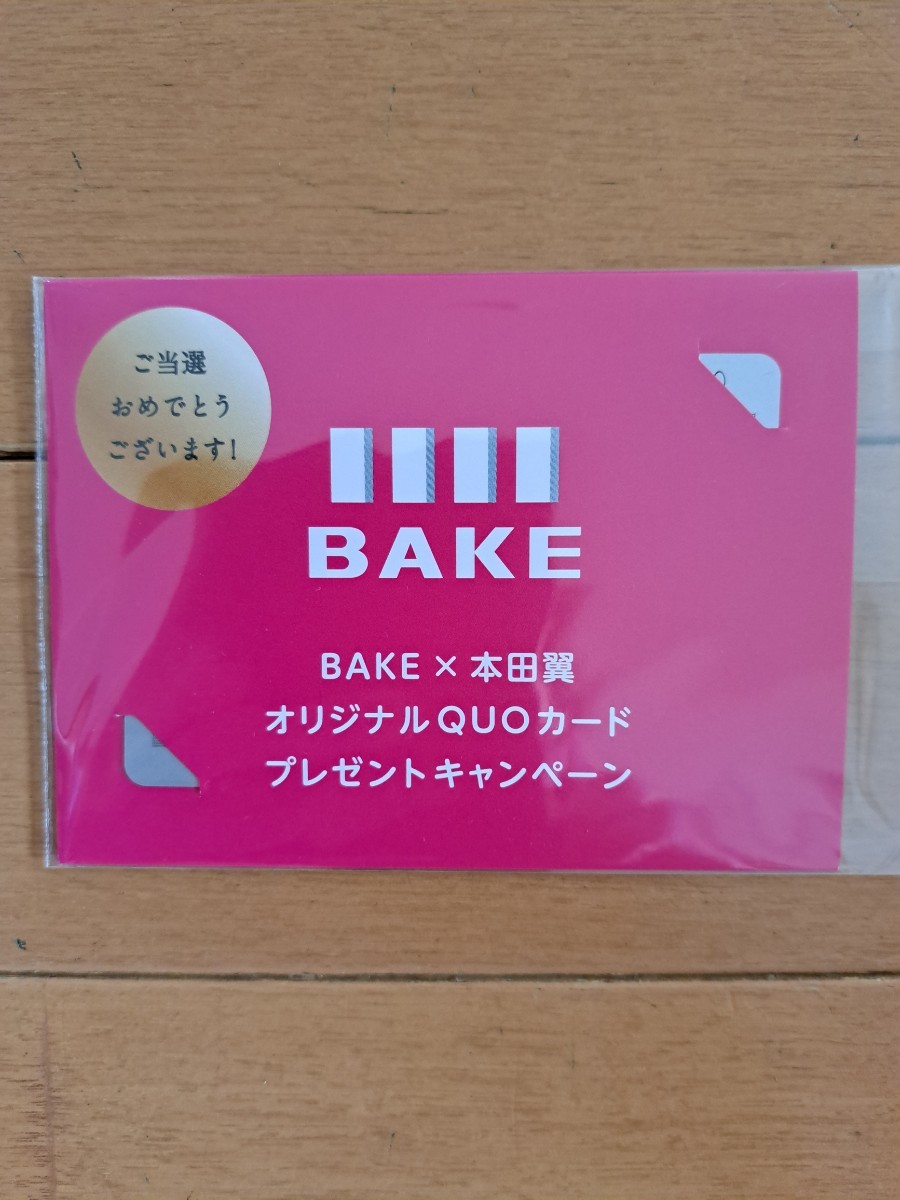 ご当選
おめでとう
ございます!
BAKE
BAKE × 本田翼
オリジナルQUOカード
プレゼントキャンペーン